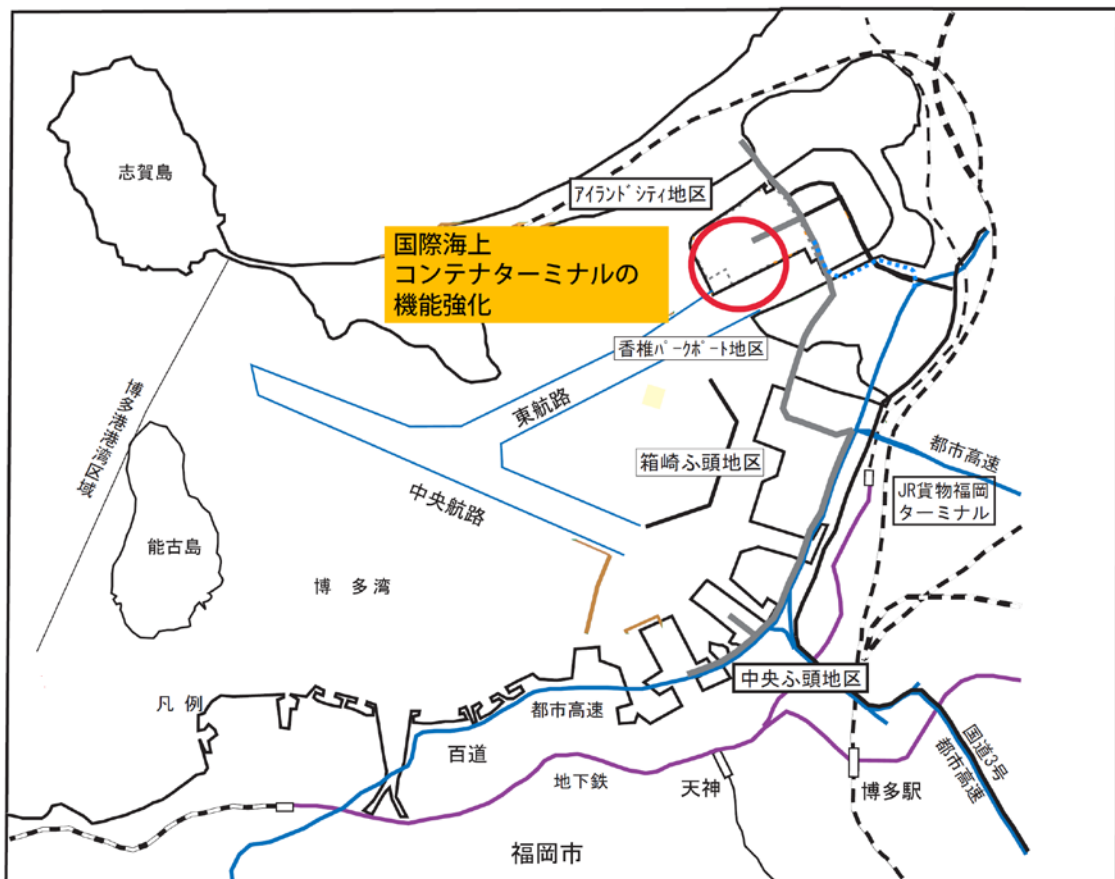 志賀島
アイランドシティ地区
国際海上
コンテナターミナルの
機能強化
香椎パークポート地区
東航路
博多港港湾区域
箱崎ふ頭地区
都市高速
中央航路
JR貨物福岡
ターミナル
能古島
博 多 湾
中央ふ頭地区
凡 例
都市高速
百道
国道3号
都市高速
地下鉄
天神
博多駅
福岡市